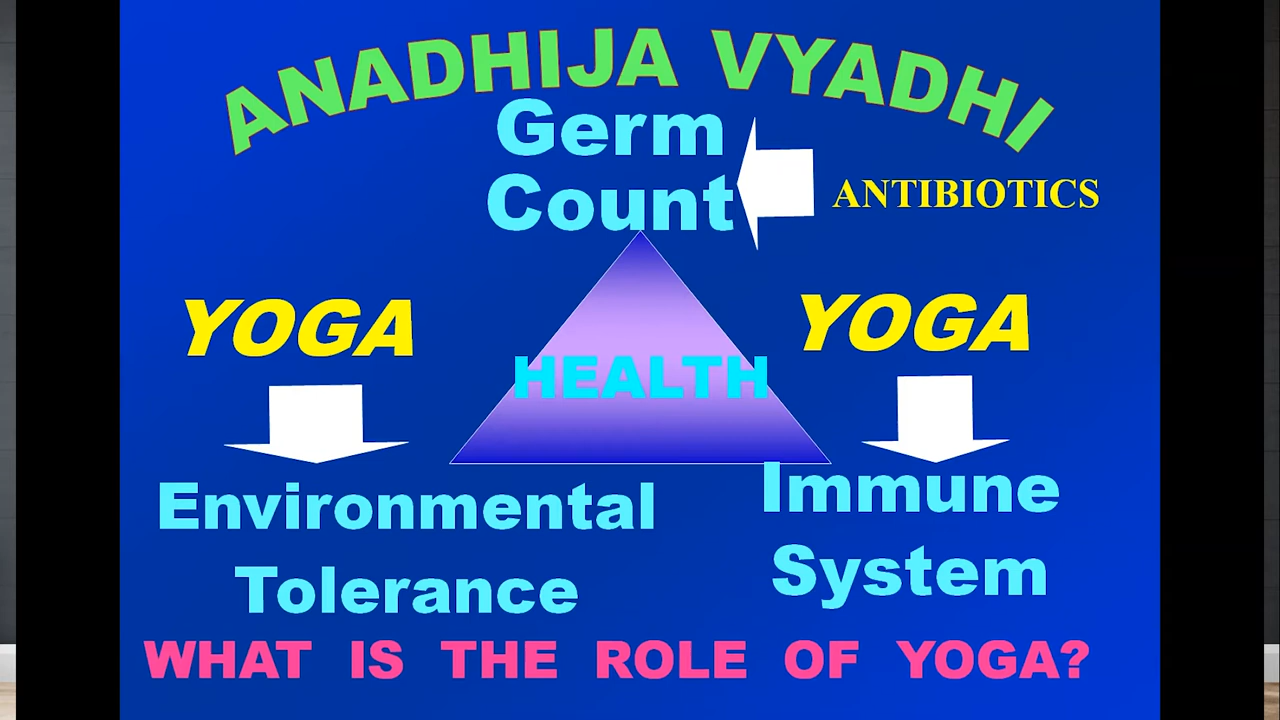 ANADHIJA VYADHI
Germ
Count
ANTIBIOTICS
YOGA
YOGA
HEALTH
Environmental
Tolerance
Immune
System
WHAT IS THE ROLE OF YOGA?